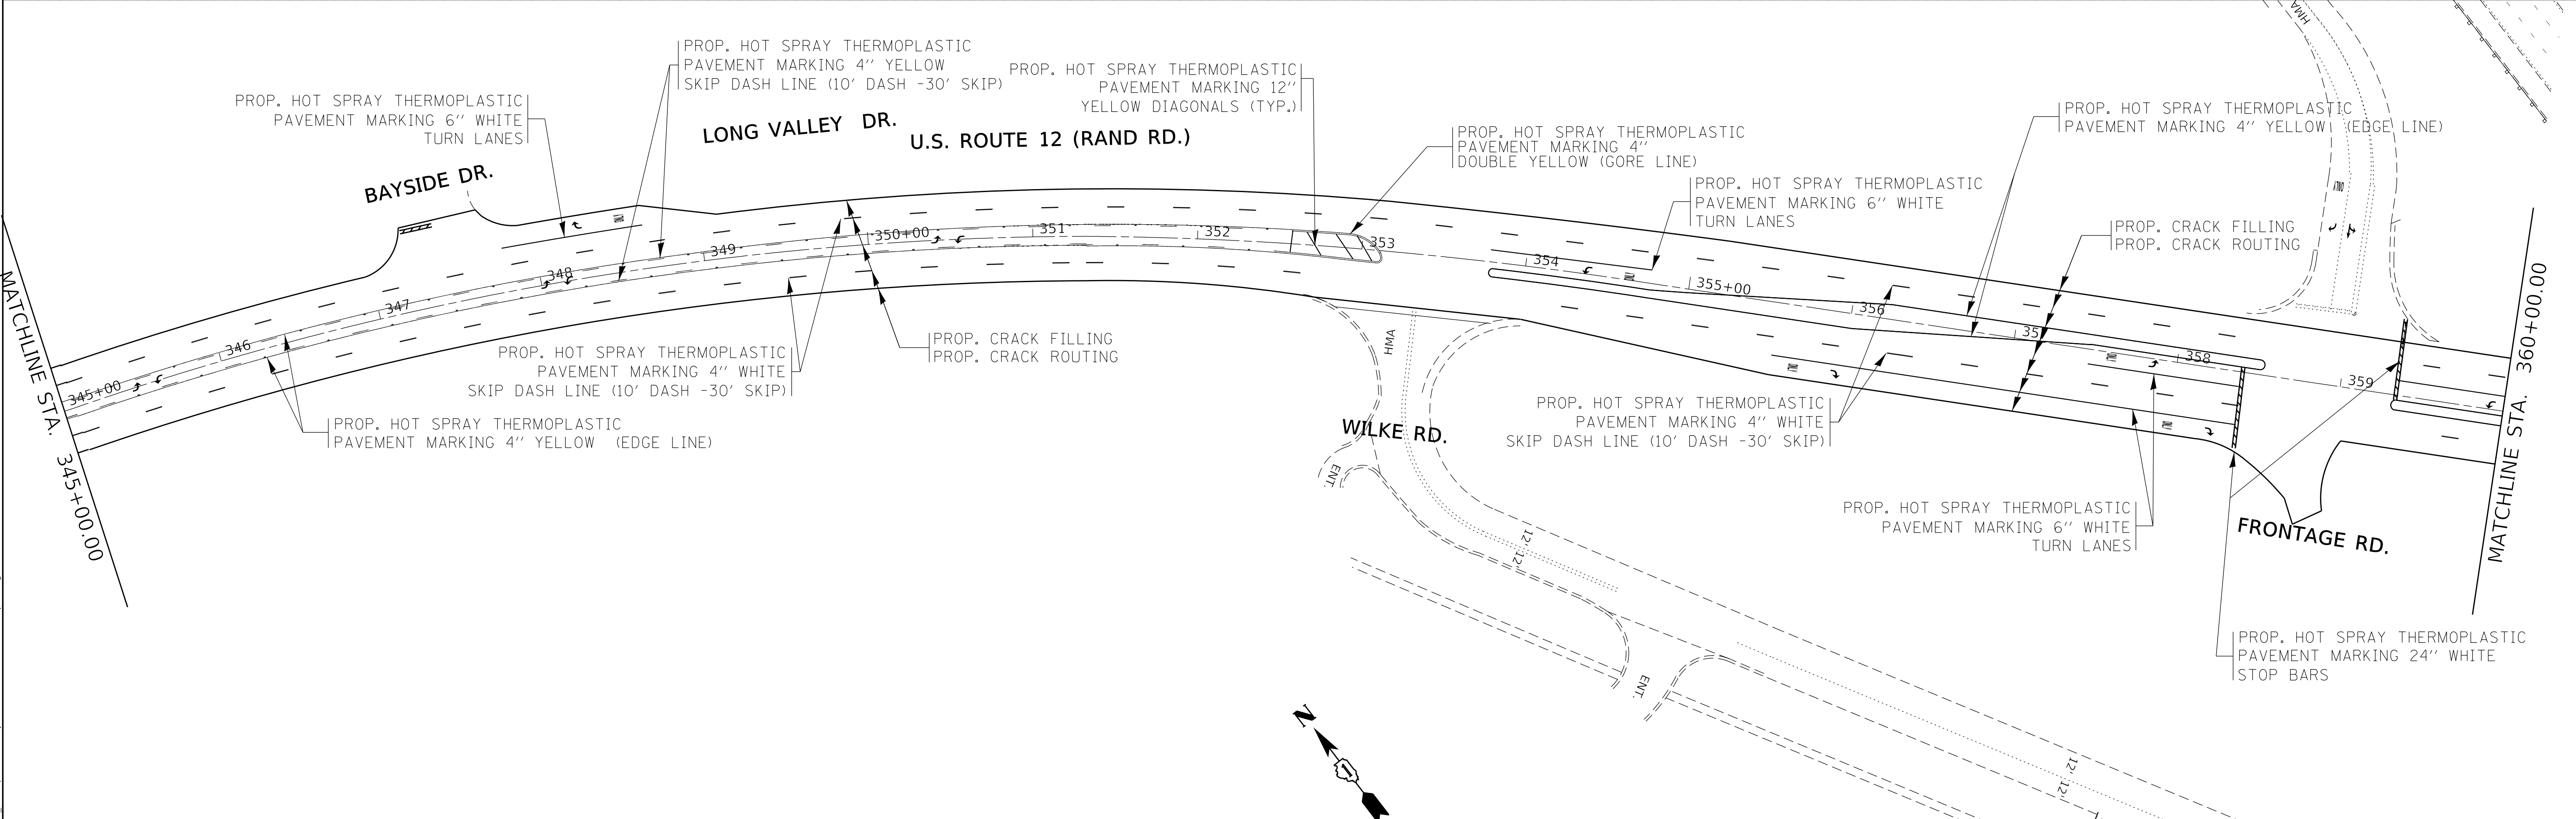 PROP. HOT SPRAY THERMOPLASTIC
PAVEMENT MARKING 6" WHITE
TURN LANES
PROP. HOT SPRAY THERMOPLASTIC
PAVEMENT MARKING 4" YELLOW
SKIP DASH LINE (10' DASH -30' SKIP)
PROP. HOT SPRAY THERMOPLASTIC
PAVEMENT MARKING 12"
YELLOW DIAGONALS (TYP.)
LONG VALLEY DR.
U.S. ROUTE 12 (RAND RD.)
BAYSIDE DR.
PROP. HOT SPRAY THERMOPLASTIC
PAVEMENT MARKING 4"
DOUBLE YELLOW (GORE LINE)
PROP. HOT SPRAY THERMOPLASTIC
PAVEMENT MARKING 6" WHITE
TURN LANES
HMA
PROP. HOT SPRAY THERMOPLASTIC
PAVEMENT MARKING 4" YELLOW (EDGE LINE)
ONLY
PROP. CRACK FILLING
PROP. CRACK ROUTING
MATCHLINE STA. 345+00.00
345+00
346
347
348
349
350+00
351
352
353
354
355+00
356
35
358
359
MATCHLINE STA. 360+00.00
PROP. HOT SPRAY THERMOPLASTIC
PAVEMENT MARKING 4" YELLOW (EDGE LINE)
PROP. HOT SPRAY THERMOPLASTIC
PAVEMENT MARKING 4" WHITE
SKIP DASH LINE (10' DASH -30' SKIP)
PROP. CRACK FILLING
PROP. CRACK ROUTING
HMA
WILKE RD.
ENT.
PROP. HOT SPRAY THERMOPLASTIC
PAVEMENT MARKING 4" WHITE
SKIP DASH LINE (10' DASH -30' SKIP)
PROP. HOT SPRAY THERMOPLASTIC
PAVEMENT MARKING 6" WHITE
TURN LANES
FRONTAGE RD.
12' 12'
PROP. HOT SPRAY THERMOPLASTIC
PAVEMENT MARKING 24" WHITE
STOP BARS
ENT.
N
12' 12'